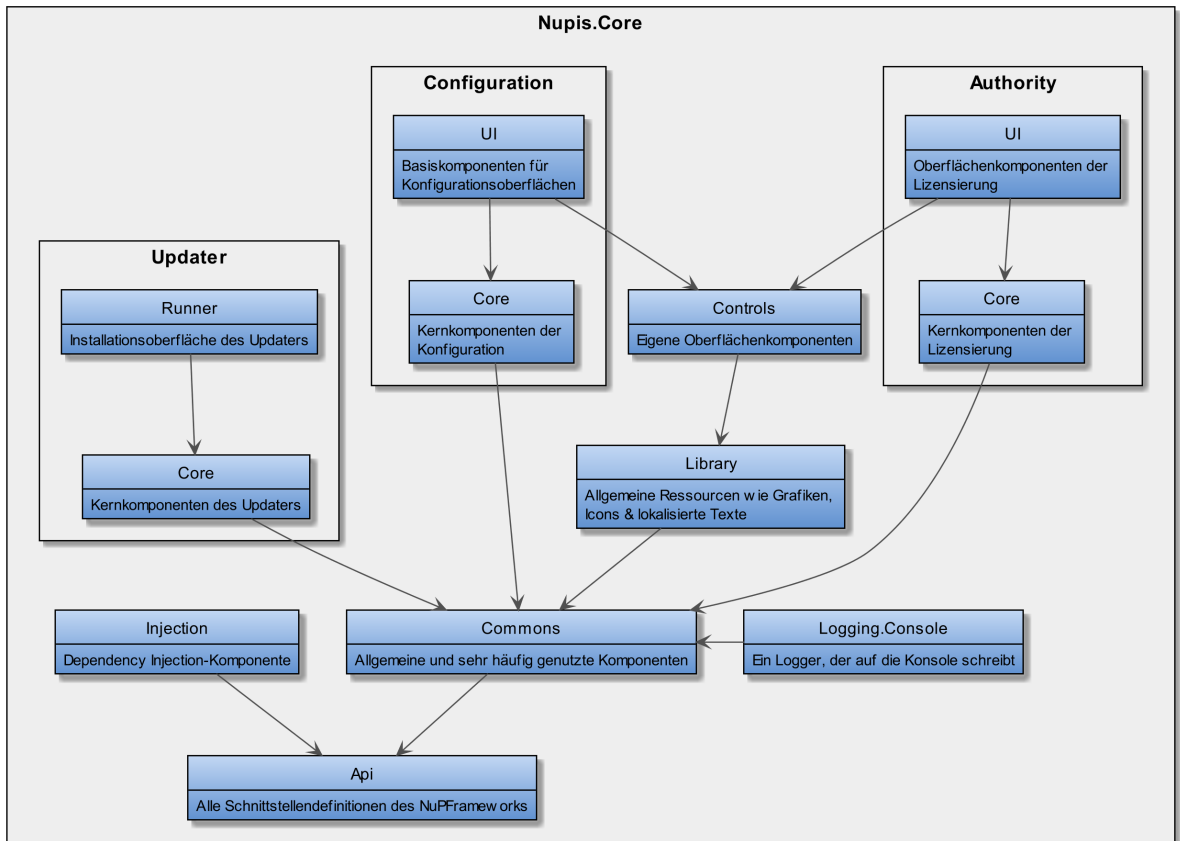 Nupis.Core
Configuration
UI
Basiskomponenten für
Konfigurationsoberflächen
Core
Kernkomponenten der
Konfiguration
Authority
UI
Oberflächenkomponenten der
Lizensierung
Core
Kernkomponenten der
Lizensierung
Updater
Runner
Installationsoberfläche des Updaters
Core
Kernkomponenten des Updaters
Controls
Eigene Oberflächenkomponenten
Library
Allgemeine Ressourcen wie Grafiken,
Icons & lokalisierte Texte
Injection
Dependency Injection-Komponente
Commons
Allgemeine und sehr häufig genutzte Komponenten
Logging.Console
Ein Logger, der auf die Konsole schreibt
Api
Alle Schnittstellendefinitionen des NuPFrameworks